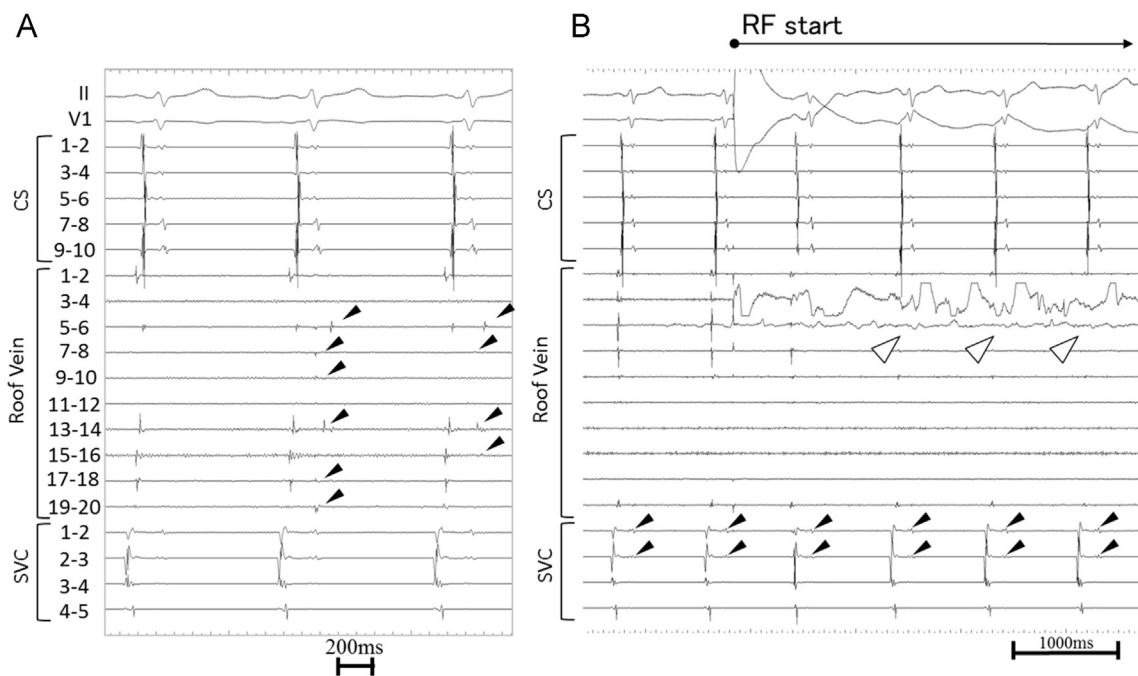 A
B
RF start
II
V1
CS
1-2
3-4
5-6
7-8
9-10
Roof Vein
1-2
3-4
5-6
7-8
9-10
11-12
13-14
15-16
17-18
19-20
SVC
1-2
2-3
3-4
4-5
200ms
CS
Roof Vein
SVC
1000ms